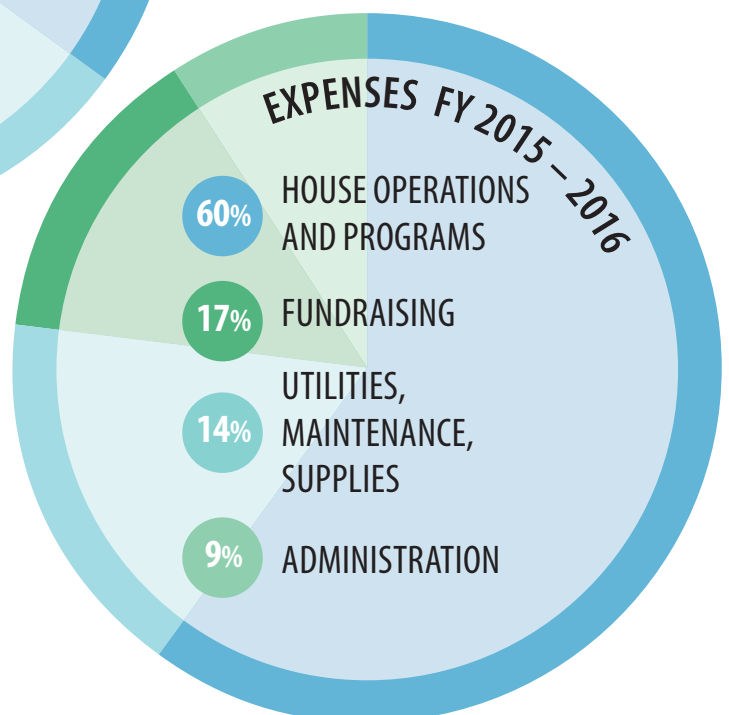 EXPENSES FY 2015 – 2016
60%
HOUSE OPERATIONS
AND PROGRAMS
17%
FUNDRAISING
14%
UTILITIES,
MAINTENANCE,
SUPPLIES
9%
ADMINISTRATION